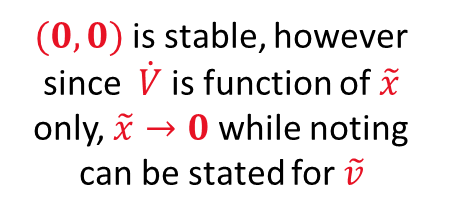 (0, 0) is stable, however
since V̇ is function of x̃
only, x̃ → 0 while noting
can be stated for ṽ